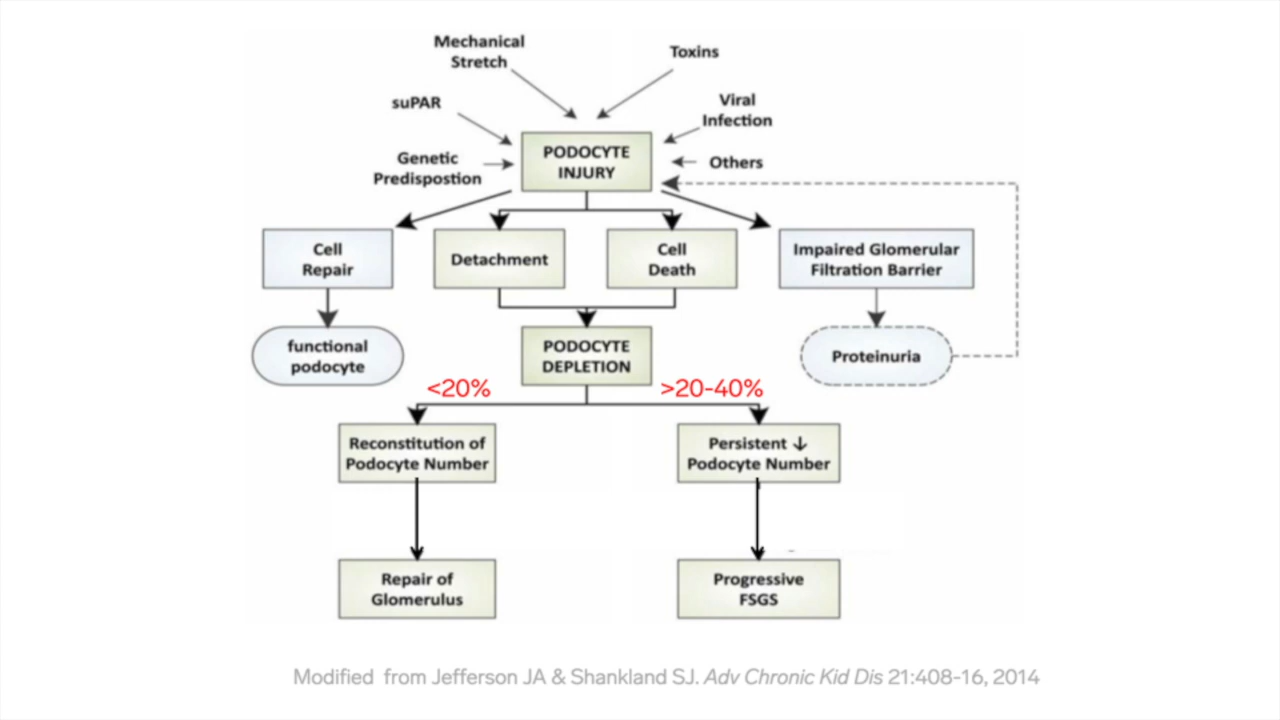 Mechanical
Stretch
Toxins
suPAR
Viral
Infection
Genetic
Predispostion
PODOCYTE
INJURY
Others
Cell
Repair
Detachment
Cell
Death
Impaired Glomerular
Filtration Barrier
functional
podocyte
PODOCYTE
DEPLETION
Proteinuria
<20%
>20-40%
Reconstitution of
Podocyte Number
Persistent ↓
Podocyte Number
Repair of
Glomerulus
Progressive
FSGS
Modified from Jefferson JA & Shankland SJ. Adv Chronic Kid Dis 21:408-16, 2014